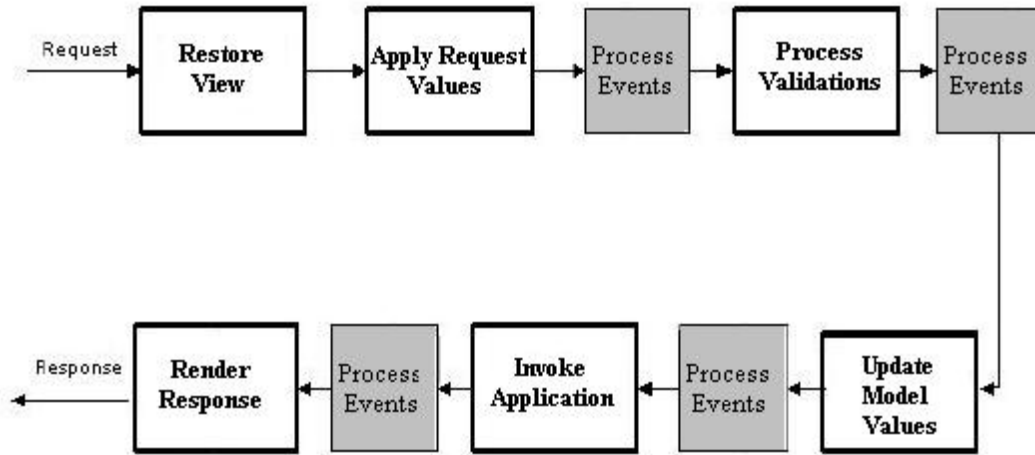 Request
Restore
View
Apply Request
Values
Process
Events
Process
Validations
Process
Events
Update
Model
Values
Process
Events
Invoke
Application
Process
Events
Render
Response
Response